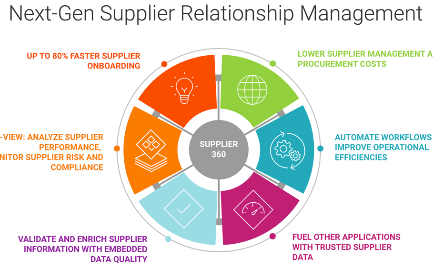 Next-Gen Supplier Relationship Management
UP TO 80% FASTER SUPPLIER
ONBOARDING
LOWER SUPPLIER MANAGEMENT A
PROCUREMENT COSTS
-VIEW: ANALYZE SUPPLIER
PERFORMANCE,
NITOR SUPPLIER RISK AND
COMPLIANCE
SUPPLIER
360
AUTOMATE WORKFLOWS
IMPROVE OPERATIONAL
EFFICIENCIES
VALIDATE AND ENRICH SUPPLIER
INFORMATION WITH EMBEDDED
DATA QUALITY
FUEL OTHER APPLICATIONS
WITH TRUSTED SUPPLIER
DATA